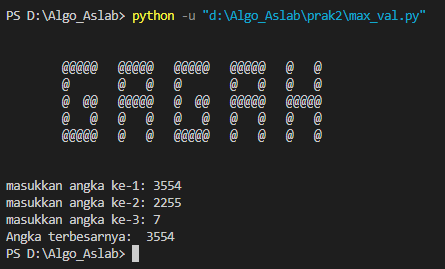 PS D:\Algo_Aslab> python -u "d:\Algo_Aslab\prak2\max_val.py"
GAGAH
masukkan angka ke-1: 3554
masukkan angka ke-2: 2255
masukkan angka ke-3: 7
Angka terbesarnya:  3554
PS D:\Algo_Aslab>